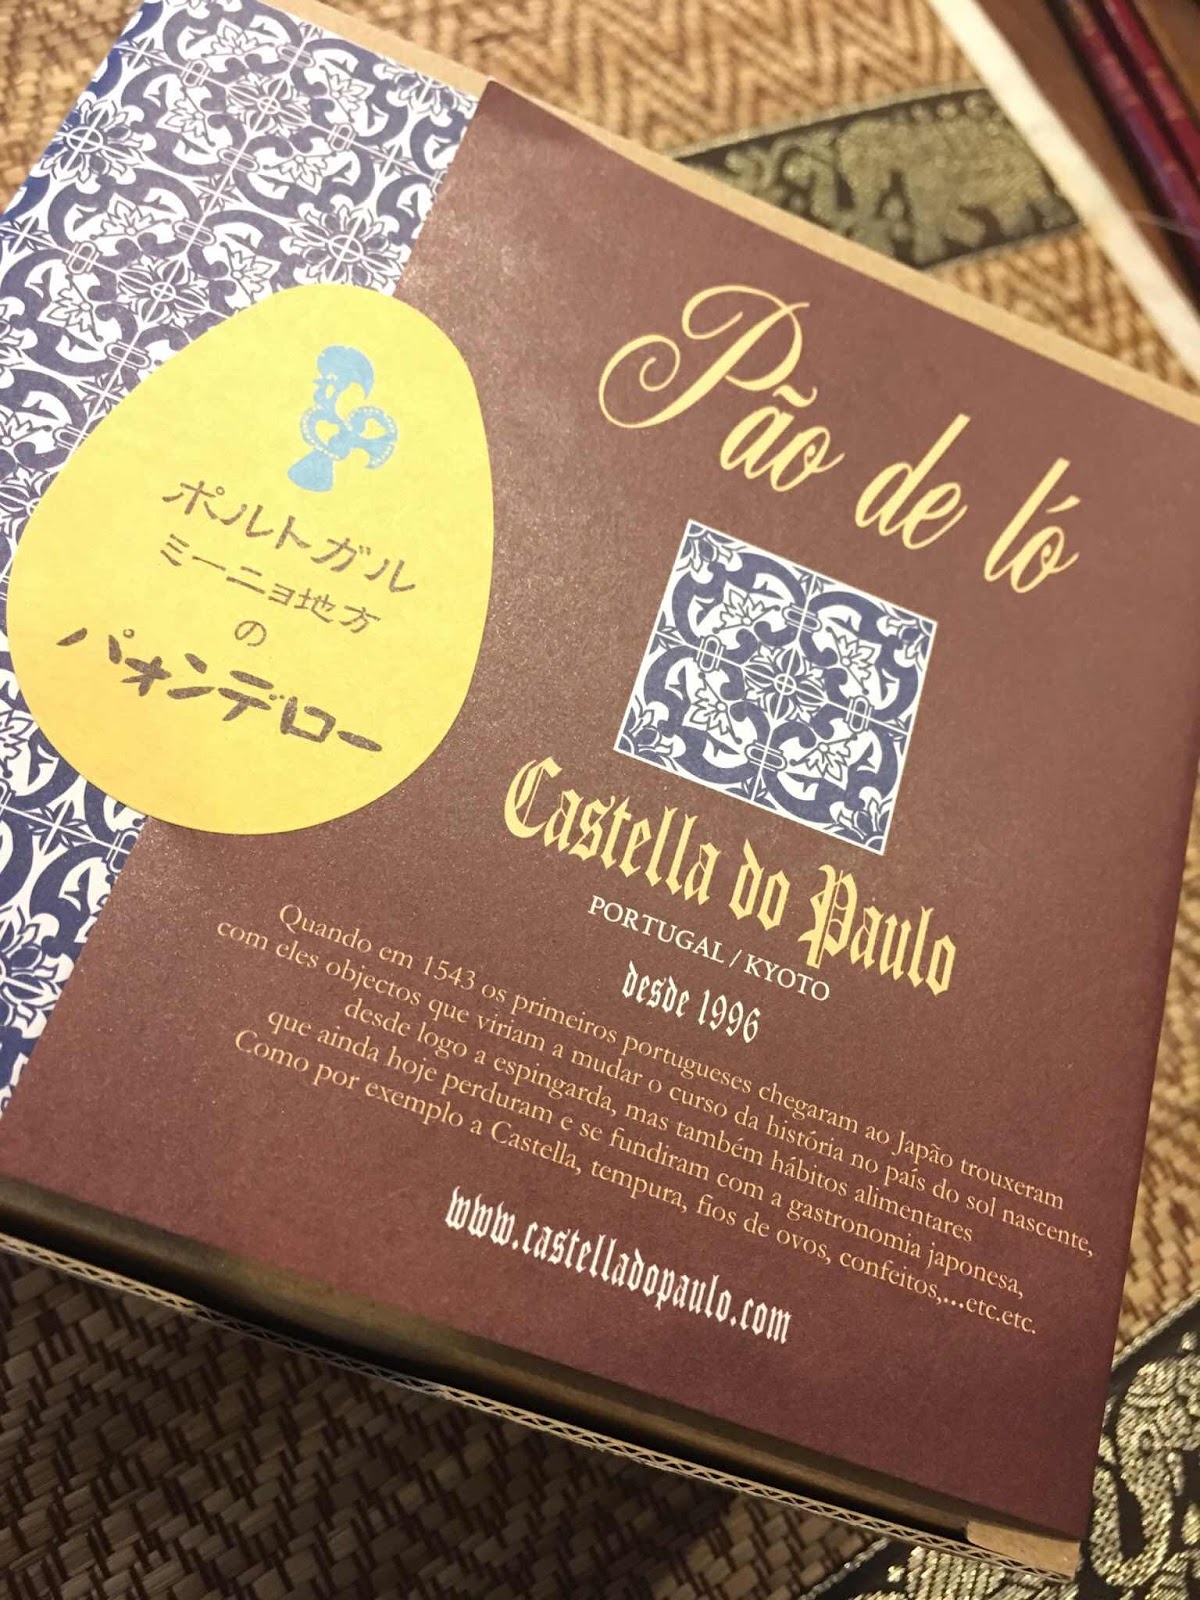 Pão de ló
ポルトガル
ミーニョ地方
の
パォンデロー
Castella do Paulo
PORTUGAL / KYOTO
desde 1996
Quando em 1543 os primeiros portugueses chegaram ao Japão trouxeram
com eles objectos que viriam a mudar o curso da história no país do sol nascente,
desde logo a espingarda, mas também hábitos alimentares
que ainda hoje perduram e se fundiram com a gastronomia japonesa,
Como por exemplo a Castella, tempura, fios de ovos, confeitos,...etc.etc.
www.castelladopaulo.com